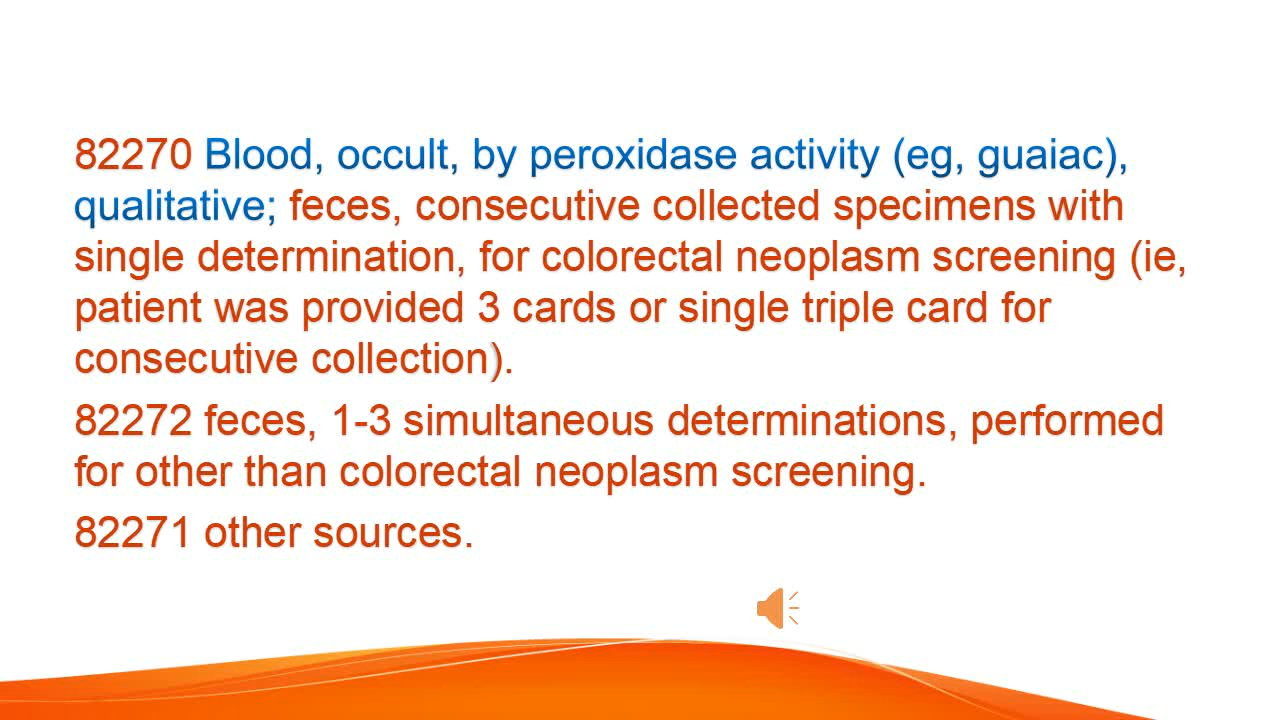 82270 Blood, occult, by peroxidase activity (eg, guaiac),
qualitative; feces, consecutive collected specimens with
single determination, for colorectal neoplasm screening (ie,
patient was provided 3 cards or single triple card for
consecutive collection).
82272 feces, 1-3 simultaneous determinations, performed
for other than colorectal neoplasm screening.
82271 other sources.